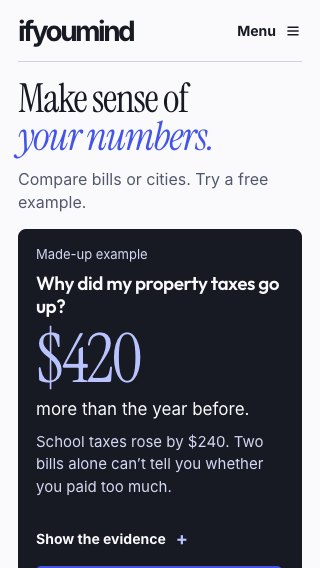 ifyoumind
Menu
Make sense of
your numbers.
Compare bills or cities. Try a free
example.
Made-up example
Why did my property taxes go
up?
$420
more than the year before.
School taxes rose by $240. Two
bills alone can’t tell you whether
you paid too much.
Show the evidence +